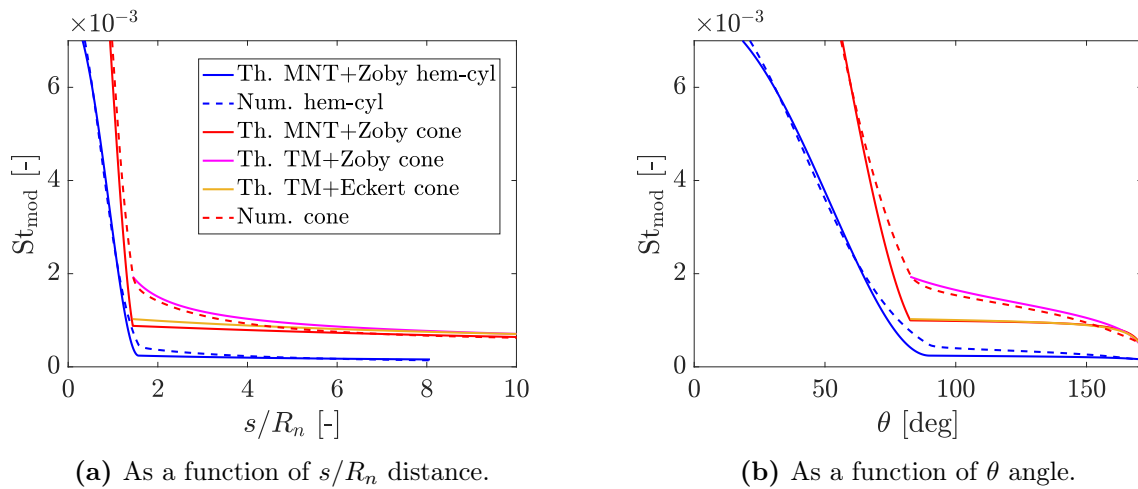 ×10⁻³
6
4
2
0
St_mod [-]
0 2 4 6 8 10
s/R_n [-]
Th. MNT+Zoby hem-cyl
Num. hem-cyl
Th. MNT+Zoby cone
Th. TM+Zoby cone
Th. TM+Eckert cone
Num. cone
(a) As a function of s/R_n distance.
×10⁻³
6
4
2
0
St_mod [-]
0 50 100 150
θ [deg]
(b) As a function of θ angle.